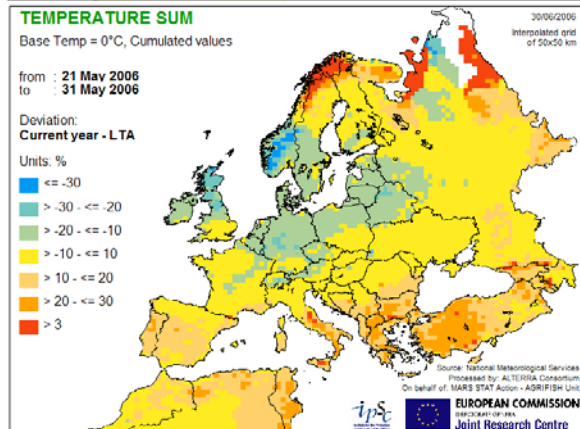 TEMPERATURE SUM
30/06/2006
Base Temp = 0°C, Cumulated values
Interpolated grid
of 50x50 km
from : 21 May 2006
to : 31 May 2006
Deviation:
Current year - LTA
Units: %
<= -30
> -30 - <= -20
> -20 - <= -10
> -10 - <= 10
> 10 - <= 20
> 20 - <= 30
> 3
Source: National Meteorological Services
Processed by: ALTERRA Consortium
On behalf of: MARS STAT Action - AGRIFISH Unit
ipsc
EUROPEAN COMMISSION
Joint Research Centre